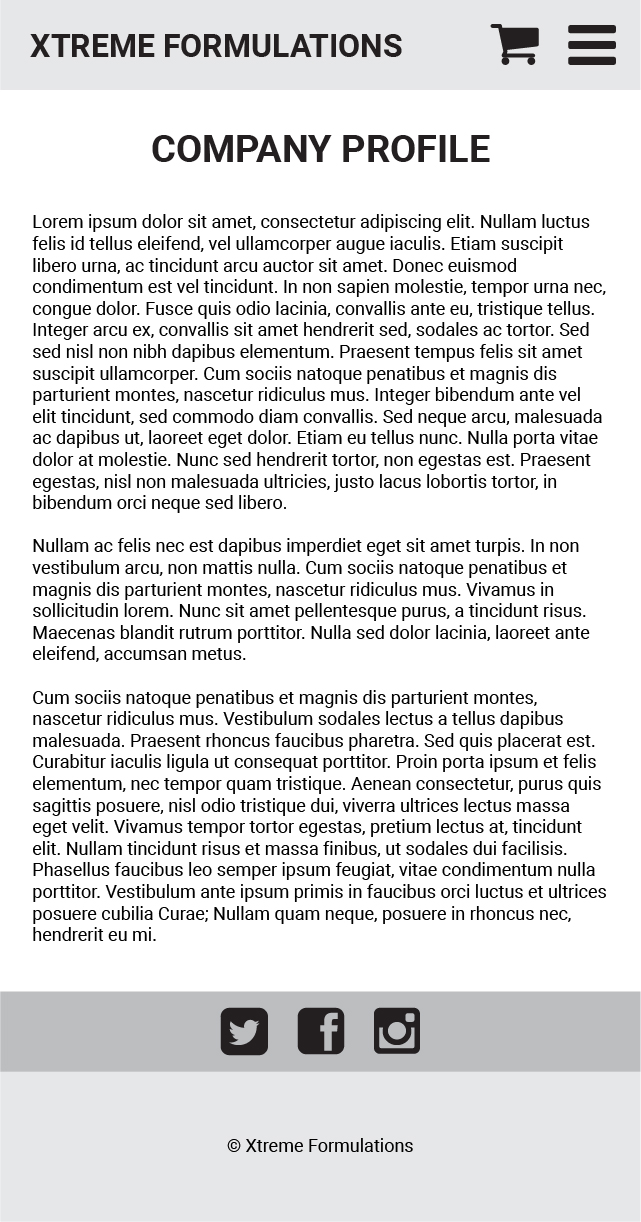 XTREME FORMULATIONS
COMPANY PROFILE
Lorem ipsum dolor sit amet, consectetur adipiscing elit. Nullam luctus
felis id tellus eleifend, vel ullamcorper augue iaculis. Etiam suscipit
libero urna, ac tincidunt arcu auctor sit amet. Donec euismod
condimentum est vel tincidunt. In non sapien molestie, tempor urna nec,
congue dolor. Fusce quis odio lacinia, convallis ante eu, tristique tellus.
Integer arcu ex, convallis sit amet hendrerit sed, sodales ac tortor. Sed
sed nisl non nibh dapibus elementum. Praesent tempus felis sit amet
suscipit ullamcorper. Cum sociis natoque penatibus et magnis dis
parturient montes, nascetur ridiculus mus. Integer bibendum ante vel
elit tincidunt, sed commodo diam convallis. Sed neque arcu, malesuada
ac dapibus ut, laoreet eget dolor. Etiam eu tellus nunc. Nulla porta vitae
dolor at molestie. Nunc sed hendrerit tortor, non egestas est. Praesent
egestas, nisl non malesuada ultricies, justo lacus lobortis tortor, in
bibendum orci neque sed libero.
Nullam ac felis nec est dapibus imperdiet eget sit amet turpis. In non
vestibulum arcu, non mattis nulla. Cum sociis natoque penatibus et
magnis dis parturient montes, nascetur ridiculus mus. Vivamus in
sollicitudin lorem. Nunc sit amet pellentesque purus, a tincidunt risus.
Maecenas blandit rutrum porttitor. Nulla sed dolor lacinia, laoreet ante
eleifend, accumsan metus.
Cum sociis natoque penatibus et magnis dis parturient montes,
nascetur ridiculus mus. Vestibulum sodales lectus a tellus dapibus
malesuada. Praesent rhoncus faucibus pharetra. Sed quis placerat est.
Curabitur iaculis ligula ut consequat porttitor. Proin porta ipsum et felis
elementum, nec tempor quam tristique. Aenean consectetur, purus quis
sagittis posuere, nisl odio tristique dui, viverra ultrices lectus massa
eget velit. Vivamus tempor tortor egestas, pretium lectus at, tincidunt
elit. Nullam tincidunt risus et massa finibus, ut sodales dui facilisis.
Phasellus faucibus leo semper ipsum feugiat, vitae condimentum nulla
porttitor. Vestibulum ante ipsum primis in faucibus orci luctus et ultrices
posuere cubilia Curae; Nullam quam neque, posuere in rhoncus nec,
hendrerit eu mi.
© Xtreme Formulations